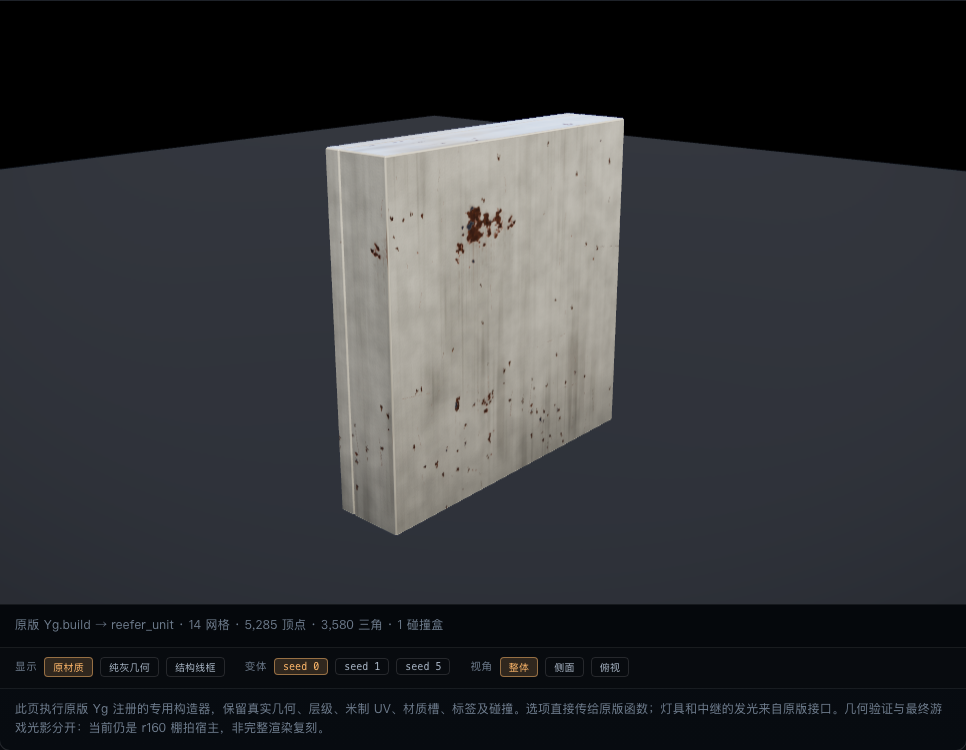 原版 Yg.build → reefer_unit · 14 网格 · 5,285 顶点 · 3,580 三角 · 1 碰撞盒
显示 原材质 纯灰几何 结构线框 变体 seed 0 seed 1 seed 5 视角 整体 侧面 俯视
此页执行原版 Yg 注册的专用构造器，保留真实几何、层级、米制 UV、材质槽、标签及碰撞。选项直接传给原版函数；灯具和中继的发光来自原版接口。几何验证与最终游
戏光影分开：当前仍是 r160 棚拍宿主，非完整渲染复刻。